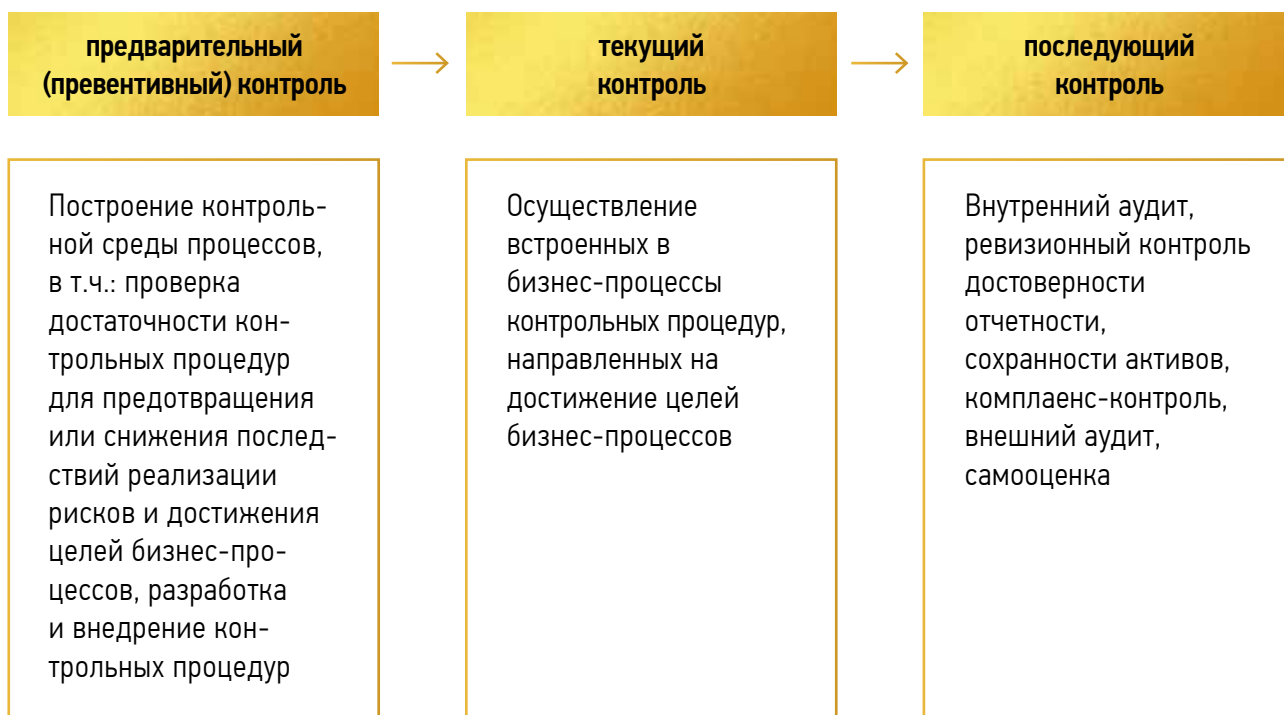 предварительный
(превентивный) контроль
текущий
контроль
последующий
контроль
Построение контроль-
ной среды процессов,
в т.ч.: проверка
достаточности кон-
трольных процедур
для предотвращения
или снижения послед-
ствий реализации
рисков и достижения
целей бизнес-про-
цессов, разработка
и внедрение кон-
трольных процедур
Осуществление
встроенных в
бизнес-процессы
контрольных процедур,
направленных на
достижение целей
бизнес-процессов
Внутренний аудит,
ревизионный контроль
достоверности
отчетности,
сохранности активов,
комплаенс-контроль,
внешний аудит,
самооценка